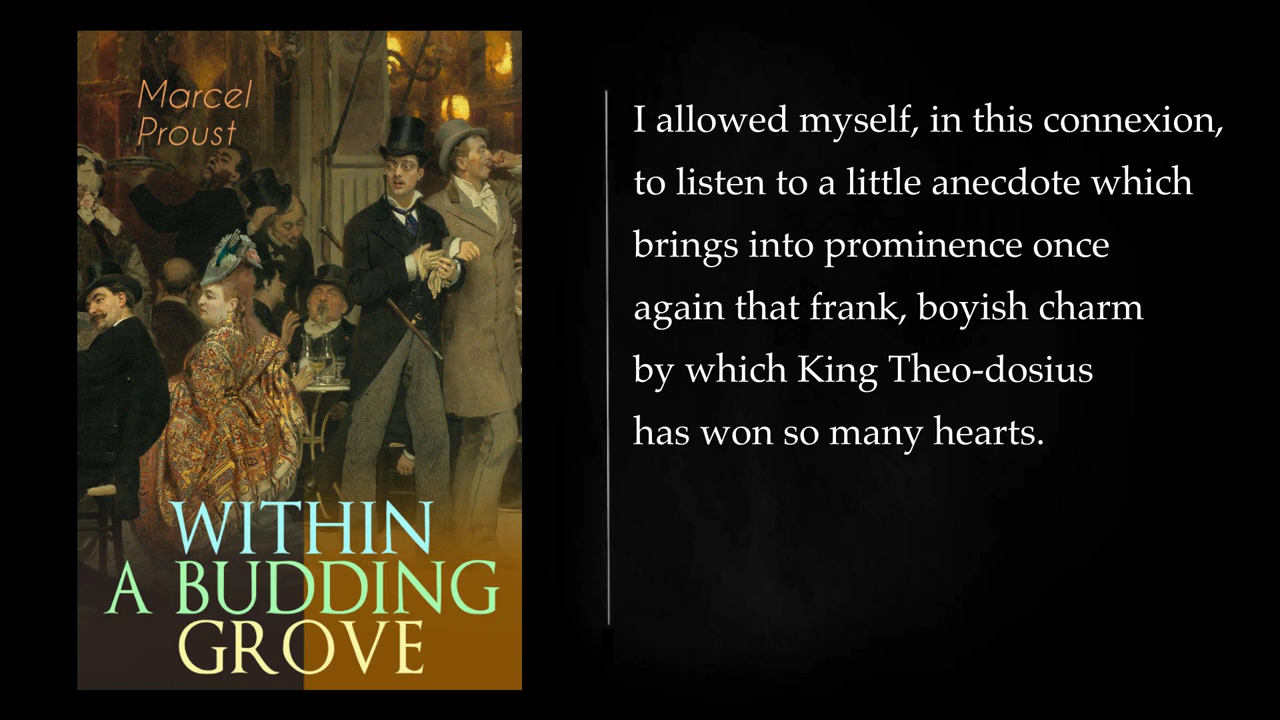 Marcel
Proust
WITHIN
A BUDDING
GROVE
I allowed myself, in this connexion,
to listen to a little anecdote which
brings into prominence once
again that frank, boyish charm
by which King Theo-dosius
has won so many hearts.